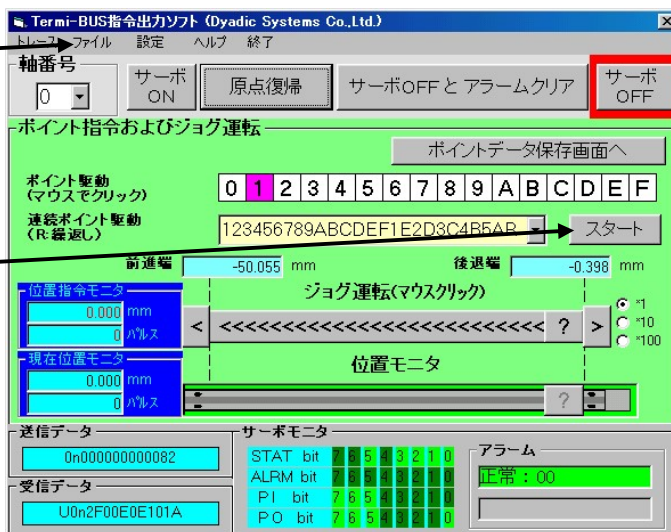 Termi-BUS指令出力ソフト (Dyadic Systems Co.,Ltd.)
トレース ファイル 設定 ヘルプ 終了
軸番号
0
サーボ ON
原点復帰
サーボOFFと アラームクリア
サーボ OFF
ポイント指令およびジョグ運転
ポイントデータ保存画面へ
ポイント駆動
(マウスでクリック)
0 1 2 3 4 5 6 7 8 9 A B C D E F
連続ポイント駆動
(R:繰返し)
123456789ABCDEF1E2D3C4B5AB
スタート
前進端 -50.055 mm 後退端 -0.398 mm
位置指令モニタ
0.000 mm
0 パルス
ジョグ運転(マウスクリック)
< <<<<<<<<<<<<<<<<<<<<<<<<<<< ? >
*1
*10
*100
現在位置モニタ
0.000 mm
0 パルス
位置モニタ
?
送信データ
0n000000000082
受信データ
U0n2F00E0E101A
サーボモニタ
STAT bit 7 6 5 4 3 2 1 0
ALRM bit 7 6 5 4 3 2 1 0
PI bit 7 6 5 4 3 2 1 0
PO bit 7 6 5 4 3 2 1 0
アラーム
正常：00